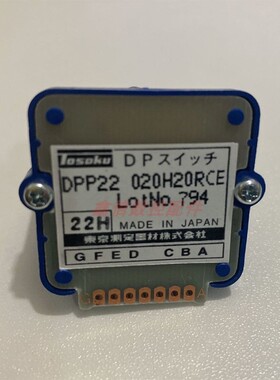 Tosoku DPスイッチ
DPP22 020H20RCE
LotNo. 794
22H MADE IN JAPAN
東京測定器材株式会社
GFED CBA